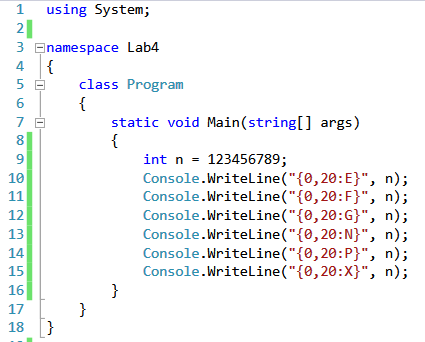 1 using System;
2
3 namespace Lab4
4 {
5     class Program
6     {
7         static void Main(string[] args)
8         {
9             int n = 123456789;
10             Console.WriteLine("{0,20:E}", n);
11             Console.WriteLine("{0,20:F}", n);
12             Console.WriteLine("{0,20:G}", n);
13             Console.WriteLine("{0,20:N}", n);
14             Console.WriteLine("{0,20:P}", n);
15             Console.WriteLine("{0,20:X}", n);
16         }
17     }
18 }